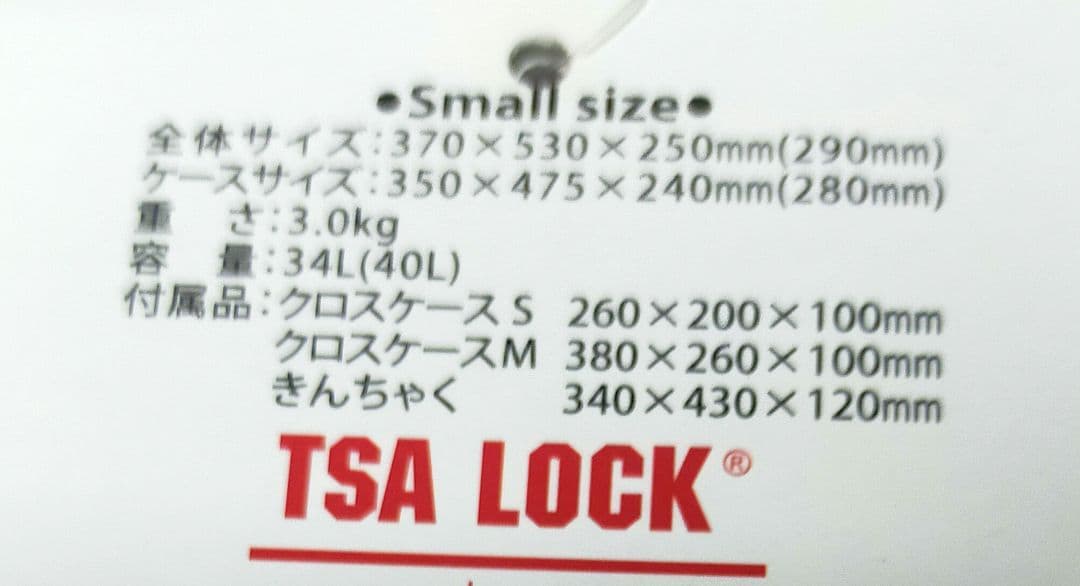 ●Small size●
全体サイズ:370×530×250mm(290mm)
ケースサイズ:350×475×240mm(280mm)
重 さ:3.0kg
容 量:34L(40L)
付属品:クロスケースS 260×200×100mm
クロスケースM 380×260×100mm
きんちゃく 340×430×120mm
TSA LOCK®